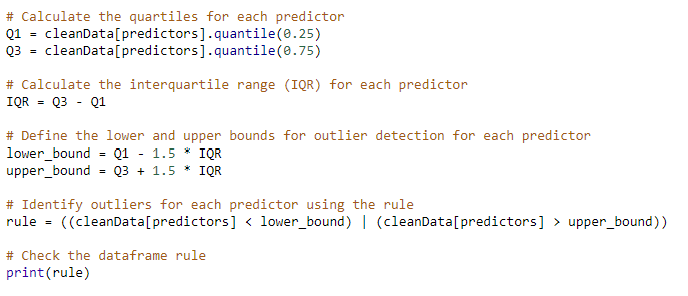 # Calculate the quartiles for each predictor
Q1 = cleanData[predictors].quantile(0.25)
Q3 = cleanData[predictors].quantile(0.75)
# Calculate the interquartile range (IQR) for each predictor
IQR = Q3 - Q1
# Define the lower and upper bounds for outlier detection for each predictor
lower_bound = Q1 - 1.5 * IQR
upper_bound = Q3 + 1.5 * IQR
# Identify outliers for each predictor using the rule
rule = ((cleanData[predictors] < lower_bound) | (cleanData[predictors] > upper_bound))
# Check the dataframe rule
print(rule)